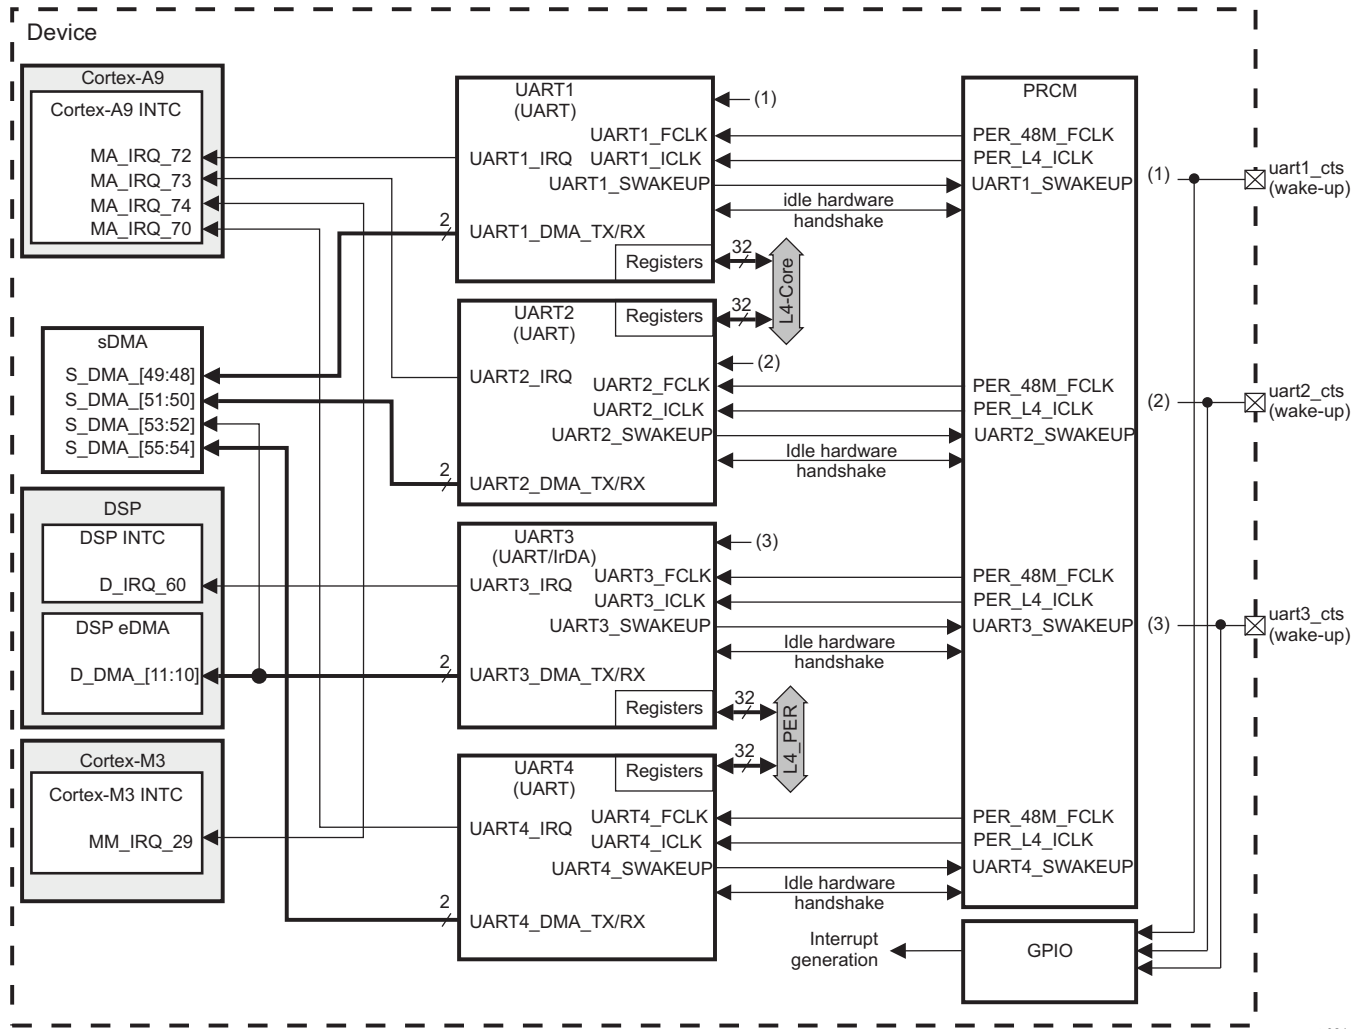 Device
Cortex-A9
Cortex-A9 INTC
MA_IRQ_72
MA_IRQ_73
MA_IRQ_74
MA_IRQ_70
sDMA
S_DMA_[49:48]
S_DMA_[51:50]
S_DMA_[53:52]
S_DMA_[55:54]
DSP
DSP INTC
D_IRQ_60
DSP eDMA
D_DMA_[11:10]
Cortex-M3
Cortex-M3 INTC
MM_IRQ_29
UART1
(UART)
(1)
UART1_FCLK
UART1_IRQ
UART1_ICLK
UART1_SWAKEUP
2
UART1_DMA_TX/RX
Registers
32
idle hardware
handshake
L4-Core
UART2
(UART)
Registers
32
(2)
UART2_IRQ
UART2_FCLK
UART2_ICLK
UART2_SWAKEUP
Idle hardware
handshake
2
UART2_DMA_TX/RX
UART3
(UART/IrDA)
(3)
UART3_IRQ
UART3_FCLK
UART3_ICLK
UART3_SWAKEUP
Idle hardware
handshake
2
UART3_DMA_TX/RX
Registers
32
L4_PER
UART4
(UART)
Registers
32
UART4_IRQ
UART4_FCLK
UART4_ICLK
UART4_SWAKEUP
Idle hardware
handshake
2
UART4_DMA_TX/RX
PRCM
PER_48M_FCLK
PER_L4_ICLK
UART1_SWAKEUP
(1)
PER_48M_FCLK
PER_L4_ICLK
UART2_SWAKEUP
(2)
PER_48M_FCLK
PER_L4_ICLK
UART3_SWAKEUP
(3)
PER_48M_FCLK
PER_L4_ICLK
UART4_SWAKEUP
Interrupt
generation
GPIO
uart1_cts
(wake-up)
uart2_cts
(wake-up)
uart3_cts
(wake-up)